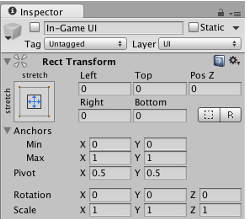 Inspector
In-Game UI Static
Tag Untagged Layer UI
Rect Transform
stretch Left Top Pos Z
stretch 0 0 0
Right Bottom
0 0 R
Anchors
Min X 0 Y 0
Max X 1 Y 1
Pivot X 0.5 Y 0.5
Rotation X 0 Y 0 Z 0
Scale X 1 Y 1 Z 1